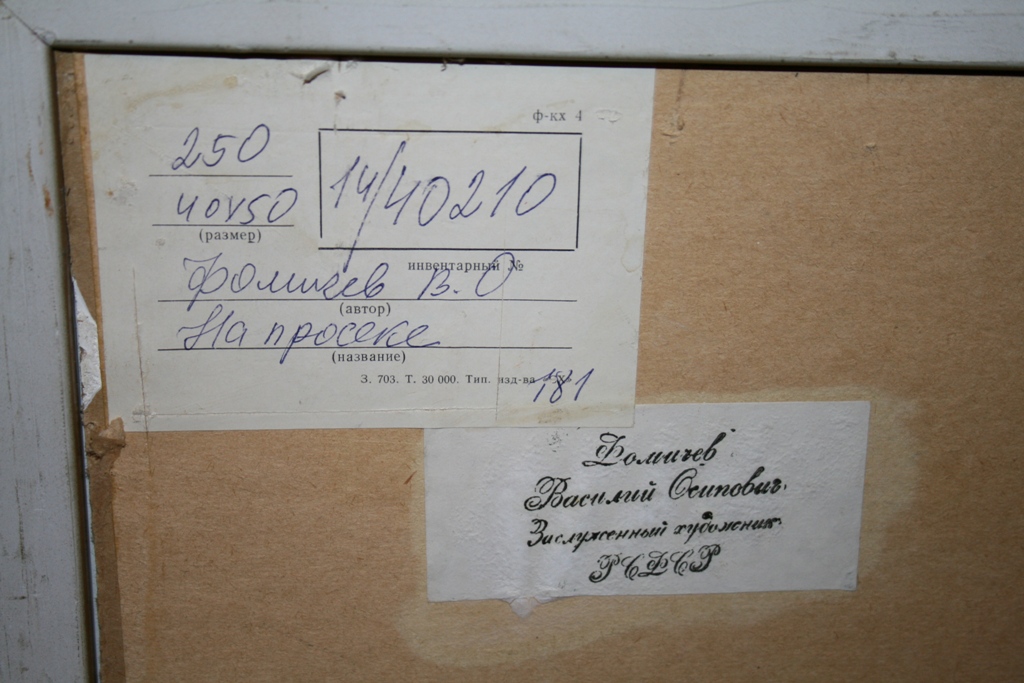 ф-кх 4
250
40х50
(размер)
14/40210
инвентарный №
Фомичев В.О
(автор)
На просеке
(название)
З. 703. Т. 30 000. Тип. изд-ва
181
Фомичев
Василий Осипович.
Заслуженный художник
РСФСР